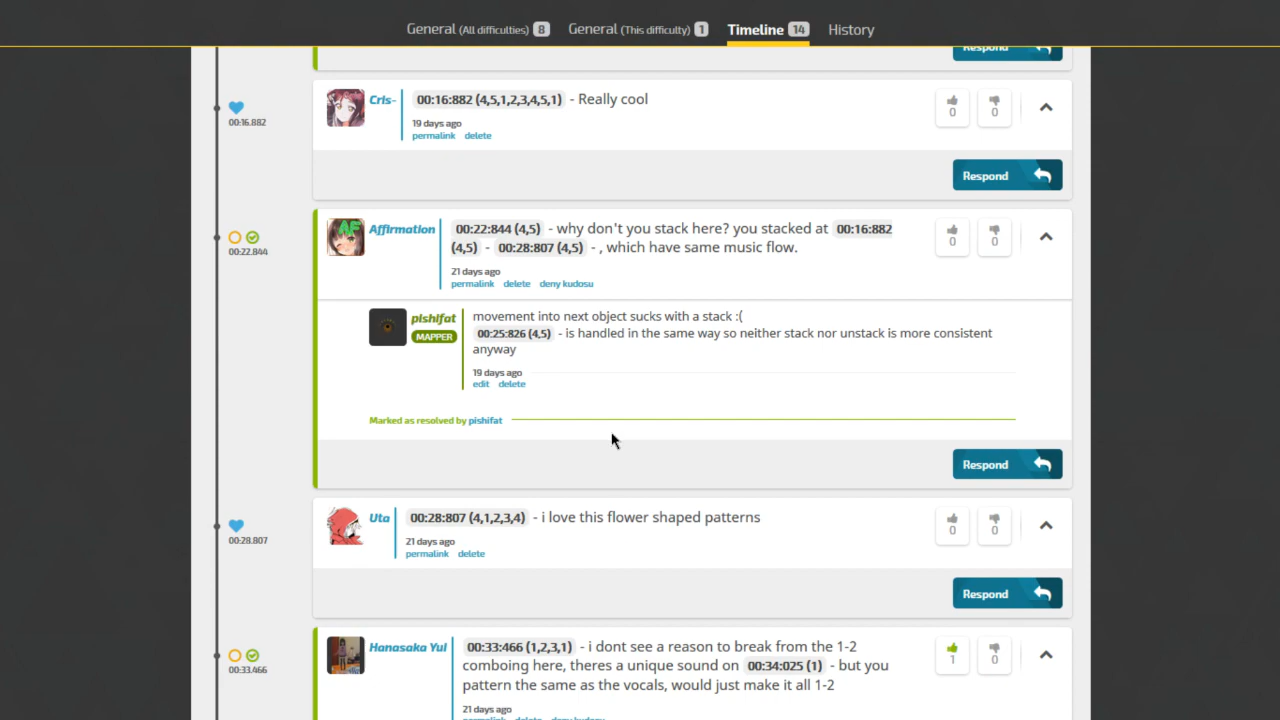 General (All difficulties) 8 General (This difficulty) 1 Timeline 14 History
Respond
00:16.882
Cris-
00:16:882 (4,5,1,2,3,4,5,1) - Really cool
19 days ago
permalink delete
0 0
Respond
00:22.844
Affirmation
00:22:844 (4,5) - why don't you stack here? you stacked at 00:16:882
(4,5) - 00:28:807 (4,5) - , which have same music flow.
21 days ago
permalink delete deny kudosu
0 0
pishifat
MAPPER
movement into next object sucks with a stack :(
00:25:826 (4,5) - is handled in the same way so neither stack nor unstack is more consistent
anyway
19 days ago
edit delete
Marked as resolved by pishifat
Respond
00:28.807
Uta
00:28:807 (4,1,2,3,4) - i love this flower shaped patterns
21 days ago
permalink delete
0 0
Respond
00:33.466
Hanasaka Yui
00:33:466 (1,2,3,1) - i dont see a reason to break from the 1-2
comboing here, theres a unique sound on 00:34:025 (1) - but you
pattern the same as the vocals, would just make it all 1-2
21 days ago
permalink delete deny kudosu
1 0